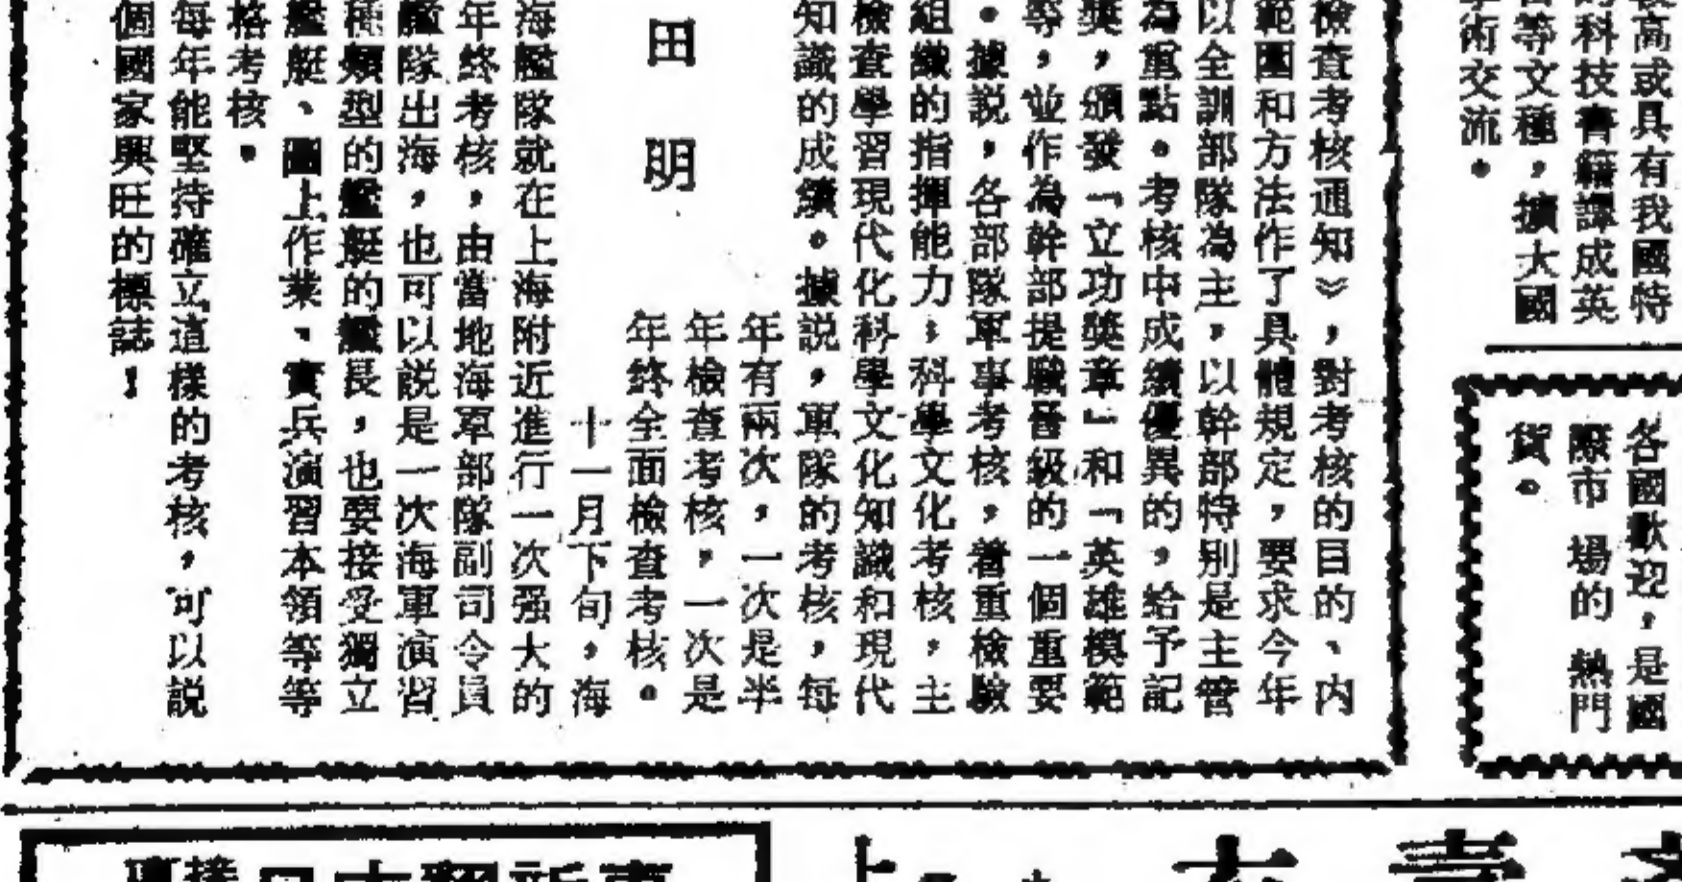 高或具有我國特
科技書籍譯成英
等文種，擴大國
術交流。
各國歡迎，是國
際市場的熱門
貨。
檢查考核通知》，對考核的目的、內
範圍和方法作了具體規定，要求今年
以全訓部隊為主，以幹部特別是主管
為重點。考核中成績優異的，給予記
獎，頒發「立功獎章」和「英雄模範
等，並作為幹部提職晉級的一個重要
。據説，各部隊軍事考核，着重檢驗
組織的指揮能力；科學文化考核，主
檢查學習現代化科學文化知識和現代
知識的成績。據説，軍隊的考核，每
年有兩次，一次是半
年檢查考核，一次是
年終全面檢查考核。
田明
十一月下旬，海
海艦隊就在上海附近進行一次强大的
年終考核，由當地海軍部隊副司令員
艦隊出海，也可以説是一次海軍演習
種類型的艦艇的艦長，也要接受獨立
艦艇、圖上作業、實兵演習本領等等
格考核。
每年能堅持確立這樣的考核，可以説
個國家興旺的標誌！